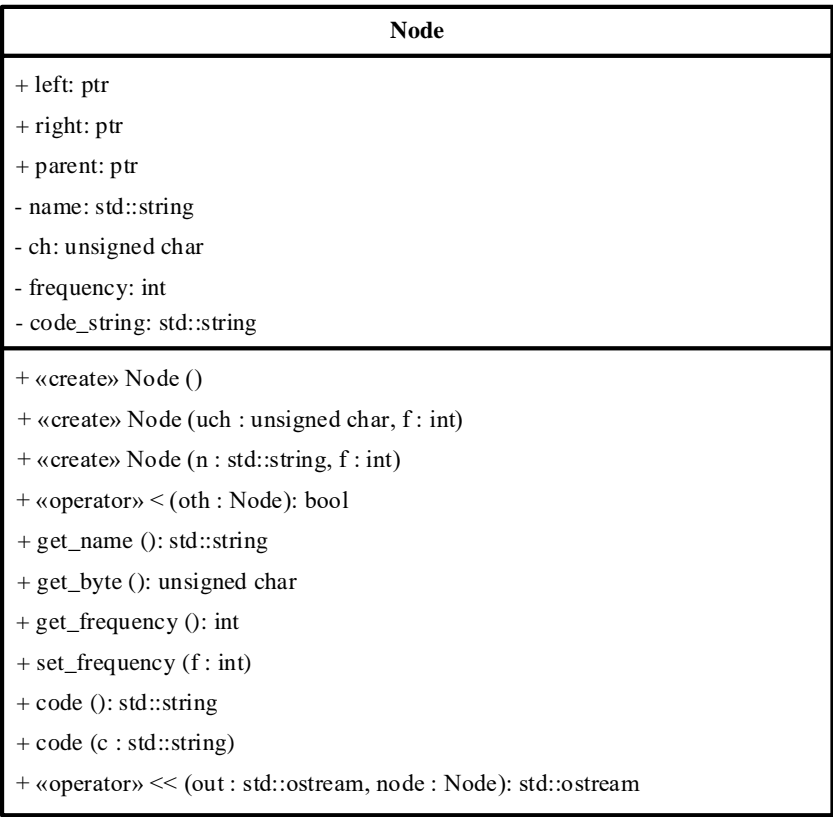 Node
+ left: ptr
+ right: ptr
+ parent: ptr
- name: std::string
- ch: unsigned char
- frequency: int
- code_string: std::string
+ «create» Node ()
+ «create» Node (uch : unsigned char, f : int)
+ «create» Node (n : std::string, f : int)
+ «operator» < (oth : Node): bool
+ get_name (): std::string
+ get_byte (): unsigned char
+ get_frequency (): int
+ set_frequency (f : int)
+ code (): std::string
+ code (c : std::string)
+ «operator» << (out : std::ostream, node : Node): std::ostream